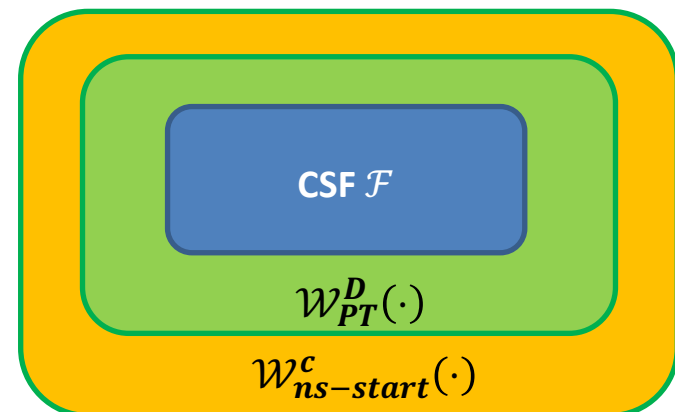 CSF ℱ
𝒲^D_PT(·)
𝒲^c_ns−start(·)